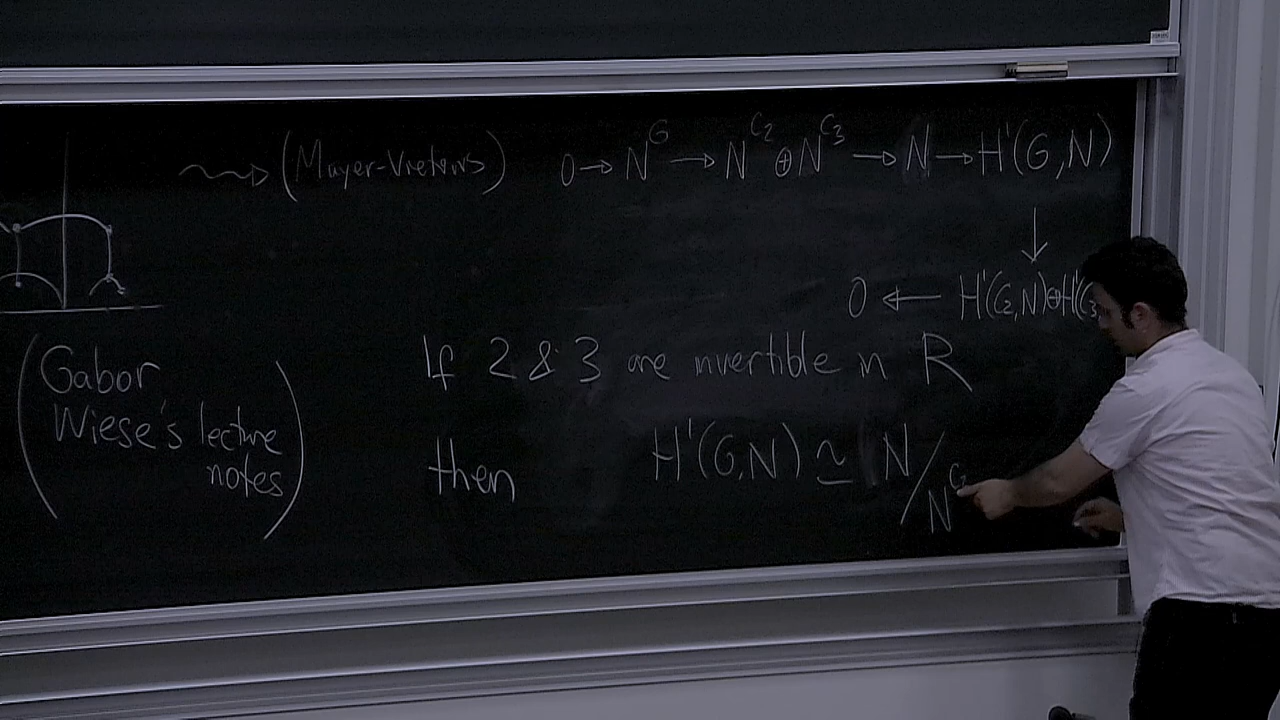 (Mayer-Vietoris) 0 → N^G → N^{C_2} ⊕ N^{C_3} → N → H^1(G,N)
↓
0 ← H^1(C_2,N)⊕H^1(C_3
(Gabor Wiese's lecture notes)
If 2 & 3 are invertible in R
then H^1(G,N) ≃ N/N^{C_2